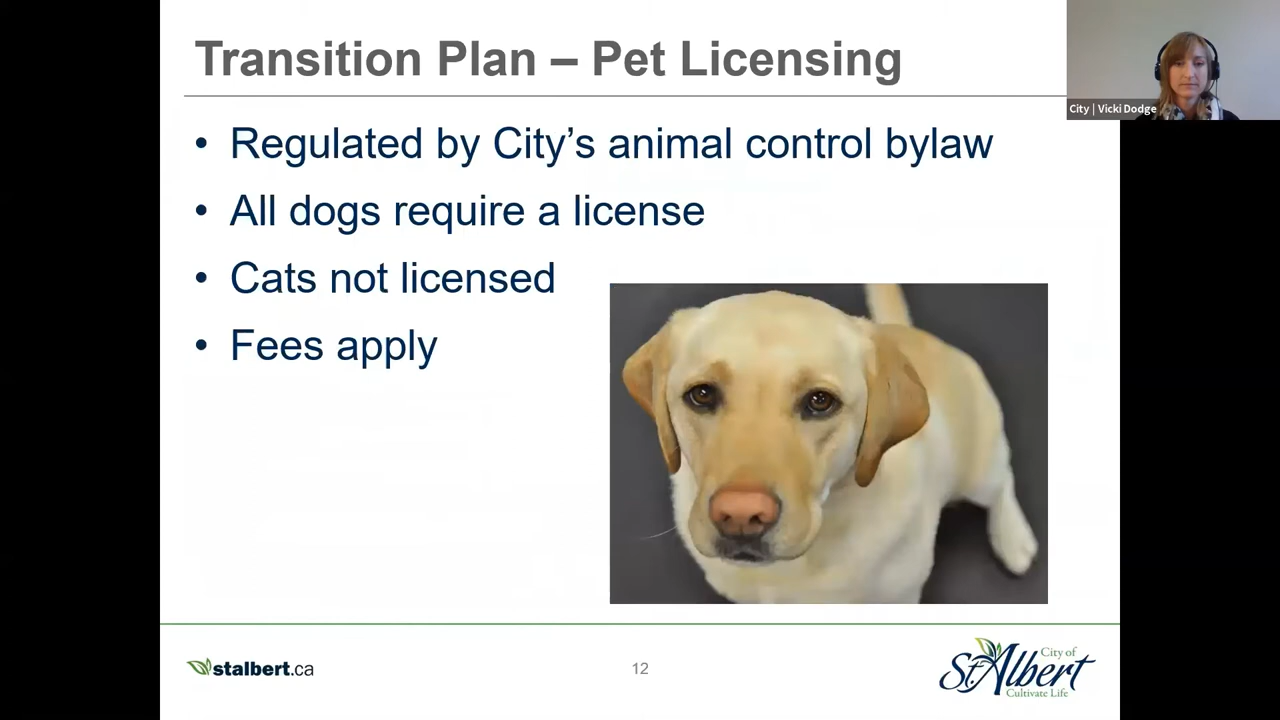 Transition Plan – Pet Licensing
City | Vicki Dodge
• Regulated by City’s animal control bylaw
• All dogs require a license
• Cats not licensed
• Fees apply
stalbert.ca
12
City of
St. Albert
Cultivate Life